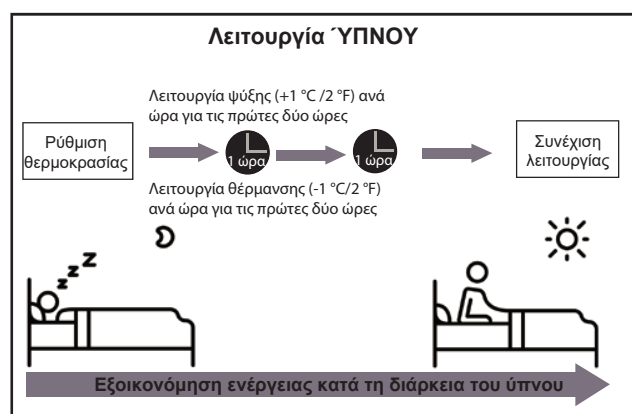 Λειτουργία ΎΠΝΟΥ
Λειτουργία ψύξης (+1 °C /2 °F) ανά
ώρα για τις πρώτες δύο ώρες
Ρύθμιση
θερμοκρασίας
1 ώρα
1 ώρα
Συνέχιση
λειτουργίας
Λειτουργία θέρμανσης (-1 °C/2 °F)
ανά ώρα για τις πρώτες δύο ώρες
z z z
Εξοικονόμηση ενέργειας κατά τη διάρκεια του ύπνου